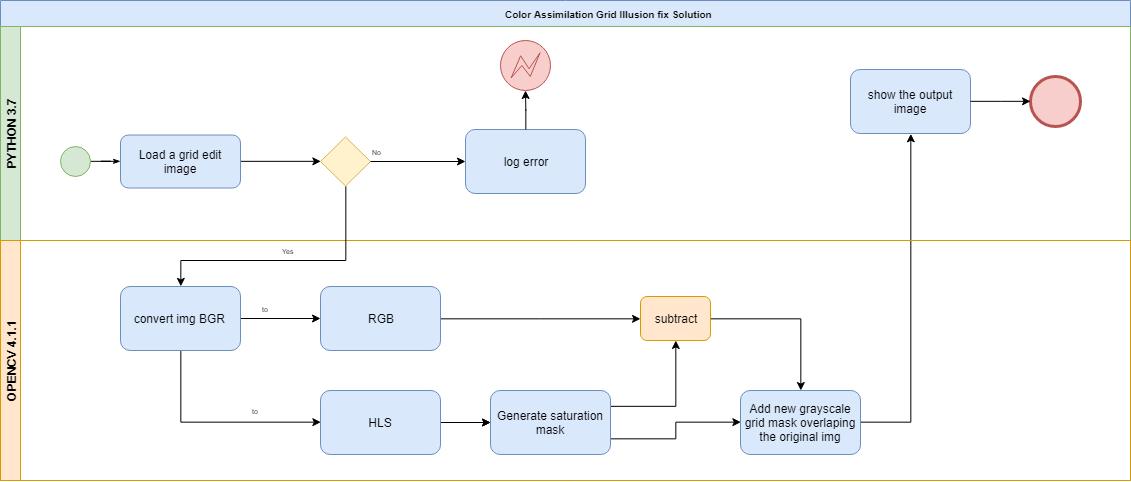 Color Assimilation Grid Illusion fix Solution
PYTHON 3.7
Load a grid edit
image
No
log error
show the output
image
OPENCV 4.1.1
Yes
convert img BGR
to
RGB
subtract
to
HLS
Generate saturation
mask
Add new grayscale
grid mask overlaping
the original img